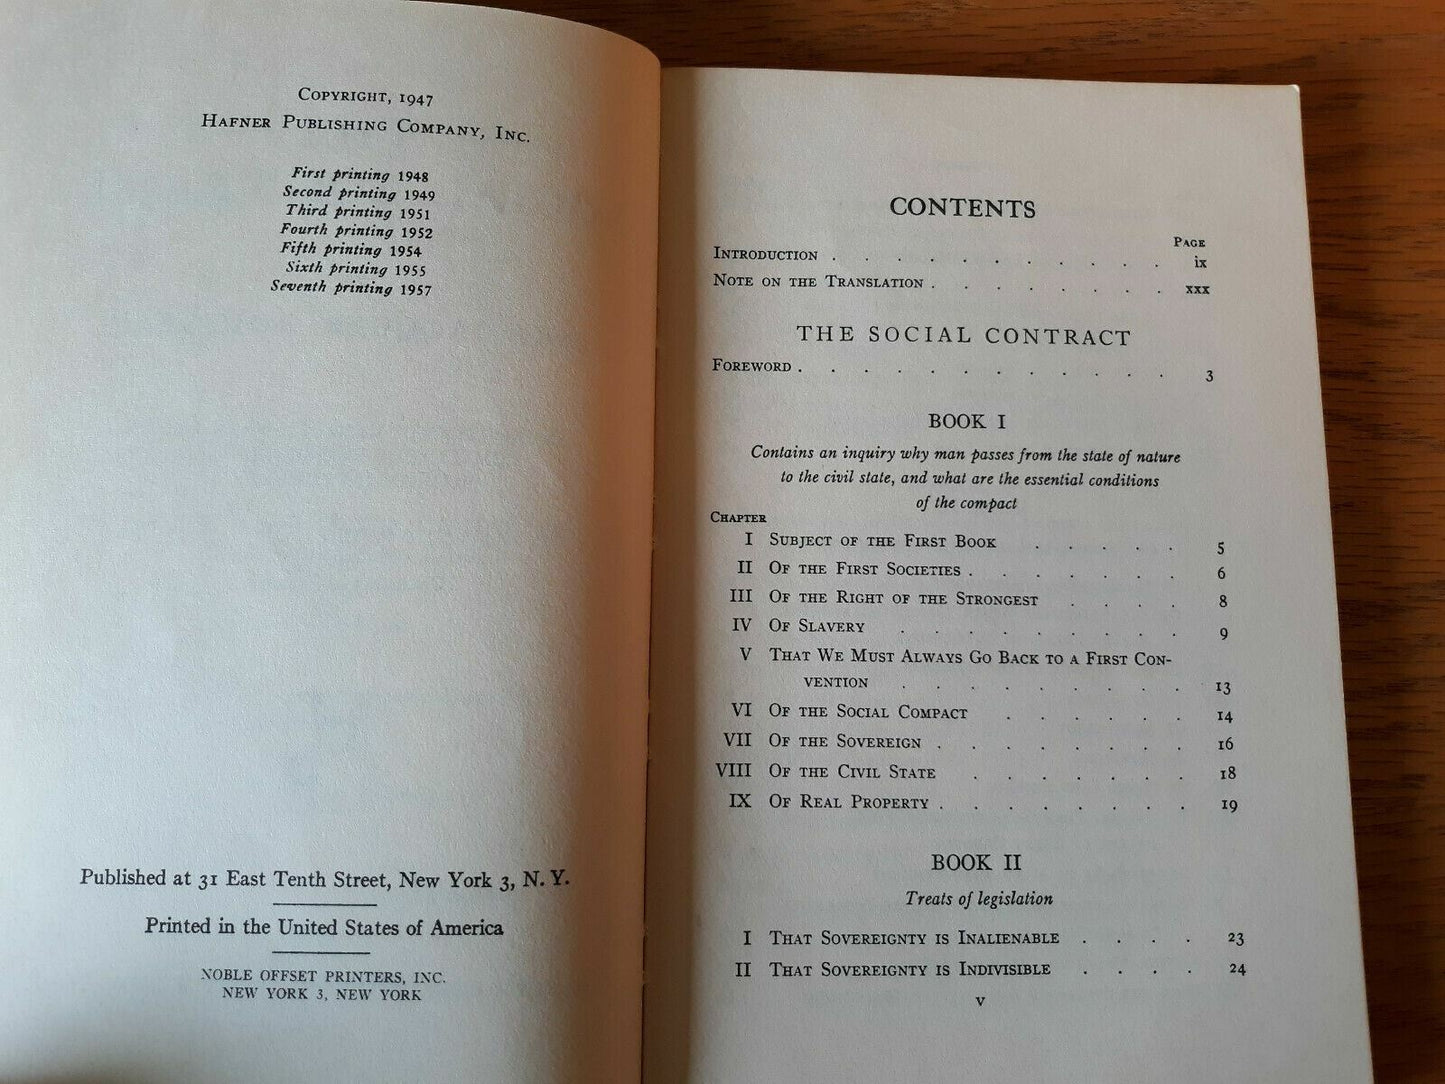 COPYRIGHT, 1947
HAFNER PUBLISHING COMPANY, INC.
First printing 1948
Second printing 1949
Third printing 1951
Fourth printing 1952
Fifth printing 1954
Sixth printing 1955
Seventh printing 1957
Published at 31 East Tenth Street, New York 3, N. Y.
Printed in the United States of America
NOBLE OFFSET PRINTERS, INC.
NEW YORK 3, NEW YORK
CONTENTS
PAGE
INTRODUCTION . . . . . . . . . . . ix
NOTE ON THE TRANSLATION . . . . . . . . xxx
THE SOCIAL CONTRACT
FOREWORD . . . . . . . . . . . . 3
BOOK I
Contains an inquiry why man passes from the state of nature
to the civil state, and what are the essential conditions
of the compact
CHAPTER
I SUBJECT OF THE FIRST BOOK . . . . . 5
II OF THE FIRST SOCIETIES . . . . . . . 6
III OF THE RIGHT OF THE STRONGEST . . . . 8
IV OF SLAVERY . . . . . . . . . 9
V THAT WE MUST ALWAYS GO BACK TO A FIRST CON-
VENTION . . . . . . . . . 13
VI OF THE SOCIAL COMPACT . . . . . . 14
VII OF THE SOVEREIGN . . . . . . . . 16
VIII OF THE CIVIL STATE . . . . . . . 18
IX OF REAL PROPERTY . . . . . . . . 19
BOOK II
Treats of legislation
I THAT SOVEREIGNTY IS INALIENABLE . . . . 23
II THAT SOVEREIGNTY IS INDIVISIBLE . . . . 24
v